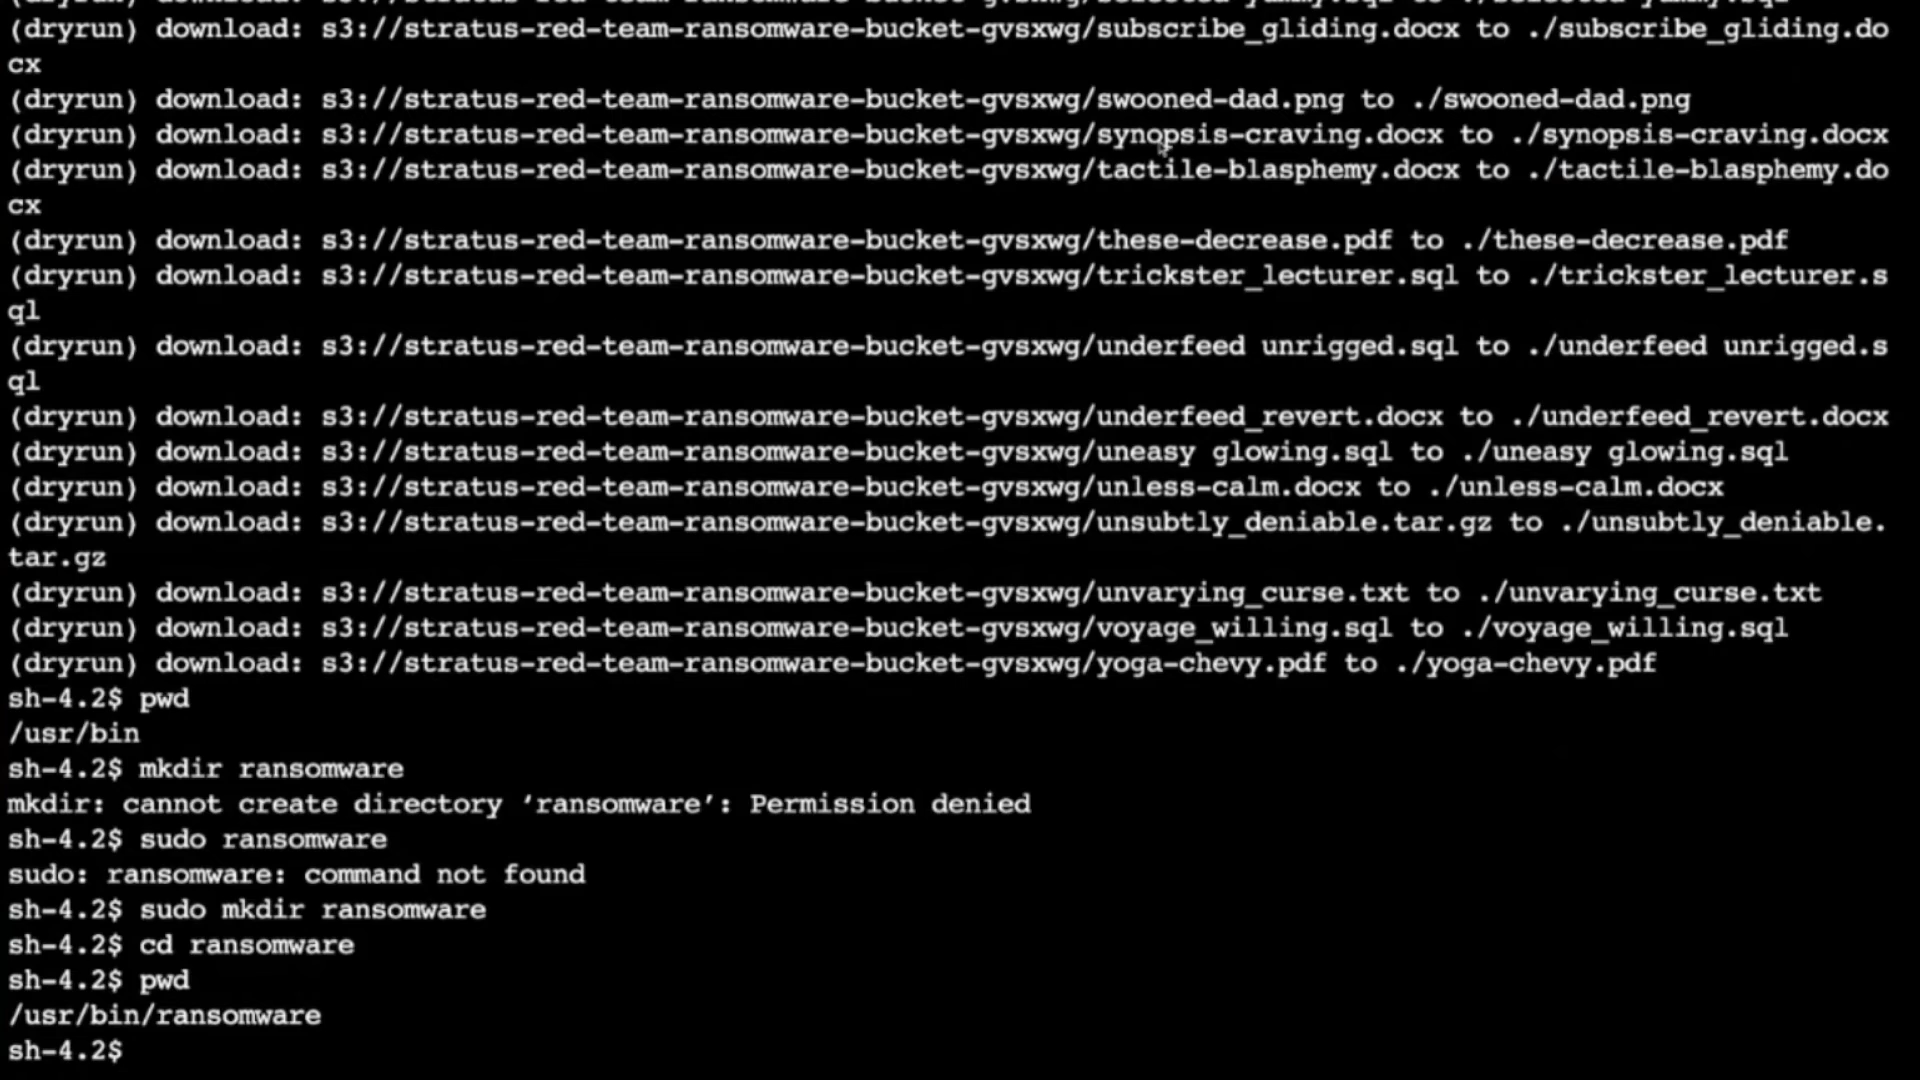 (dryrun) download: s3://stratus-red-team-ransomware-bucket-gvsxwg/subscribe_gliding.docx to ./subscribe_gliding.do
cx
(dryrun) download: s3://stratus-red-team-ransomware-bucket-gvsxwg/swooned-dad.png to ./swooned-dad.png
(dryrun) download: s3://stratus-red-team-ransomware-bucket-gvsxwg/synopsis-craving.docx to ./synopsis-craving.docx
(dryrun) download: s3://stratus-red-team-ransomware-bucket-gvsxwg/tactile-blasphemy.docx to ./tactile-blasphemy.do
cx
(dryrun) download: s3://stratus-red-team-ransomware-bucket-gvsxwg/these-decrease.pdf to ./these-decrease.pdf
(dryrun) download: s3://stratus-red-team-ransomware-bucket-gvsxwg/trickster_lecturer.sql to ./trickster_lecturer.s
ql
(dryrun) download: s3://stratus-red-team-ransomware-bucket-gvsxwg/underfeed unrigged.sql to ./underfeed unrigged.s
ql
(dryrun) download: s3://stratus-red-team-ransomware-bucket-gvsxwg/underfeed_revert.docx to ./underfeed_revert.docx
(dryrun) download: s3://stratus-red-team-ransomware-bucket-gvsxwg/uneasy glowing.sql to ./uneasy glowing.sql
(dryrun) download: s3://stratus-red-team-ransomware-bucket-gvsxwg/unless-calm.docx to ./unless-calm.docx
(dryrun) download: s3://stratus-red-team-ransomware-bucket-gvsxwg/unsubtly_deniable.tar.gz to ./unsubtly_deniable.
tar.gz
(dryrun) download: s3://stratus-red-team-ransomware-bucket-gvsxwg/unvarying_curse.txt to ./unvarying_curse.txt
(dryrun) download: s3://stratus-red-team-ransomware-bucket-gvsxwg/voyage_willing.sql to ./voyage_willing.sql
(dryrun) download: s3://stratus-red-team-ransomware-bucket-gvsxwg/yoga-chevy.pdf to ./yoga-chevy.pdf
sh-4.2$ pwd
/usr/bin
sh-4.2$ mkdir ransomware
mkdir: cannot create directory ‘ransomware’: Permission denied
sh-4.2$ sudo ransomware
sudo: ransomware: command not found
sh-4.2$ sudo mkdir ransomware
sh-4.2$ cd ransomware
sh-4.2$ pwd
/usr/bin/ransomware
sh-4.2$